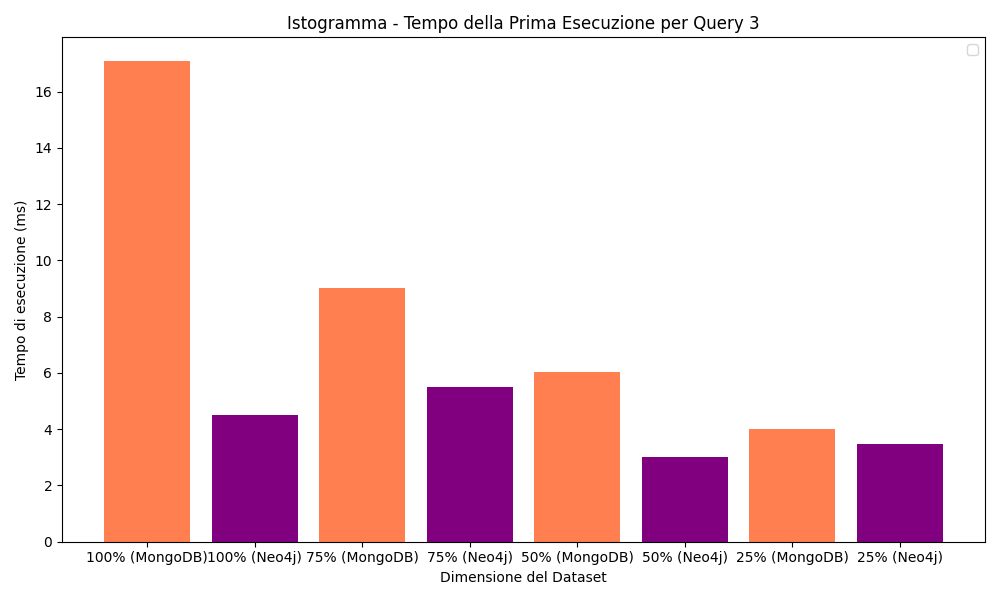 Istogramma - Tempo della Prima Esecuzione per Query 3
Tempo di esecuzione (ms)
16
14
12
10
8
6
4
2
0
100% (MongoDB) 100% (Neo4j) 75% (MongoDB) 75% (Neo4j) 50% (MongoDB) 50% (Neo4j) 25% (MongoDB) 25% (Neo4j)
Dimensione del Dataset